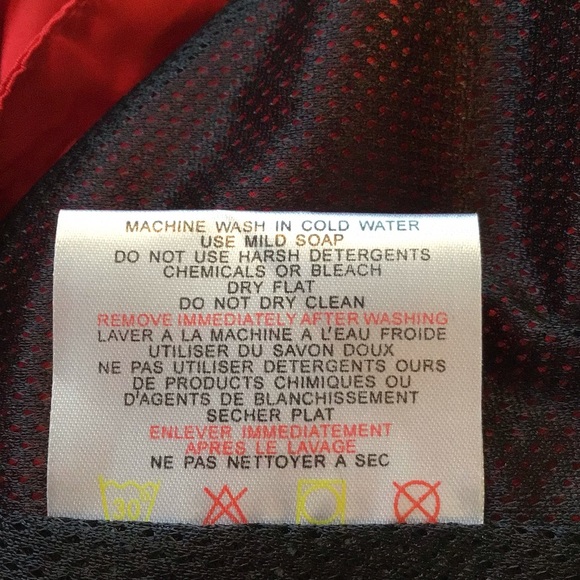 MACHINE WASH IN COLD WATER
USE MILD SOAP
DO NOT USE HARSH DETERGENTS
CHEMICALS OR BLEACH
DRY FLAT
DO NOT DRY CLEAN
REMOVE IMMEDIATELY AFTER WASHING
LAVER A LA MACHINE A L'EAU FROIDE
UTILISER DU SAVON DOUX
NE PAS UTILISER DETERGENTS OURS
DE PRODUCTS CHIMIQUES OU
D'AGENTS DE BLANCHISSEMENT
SECHER PLAT
ENLEVER IMMEDIATEMENT
APRES LE LAVAGE
NE PAS NETTOYER A SEC
30